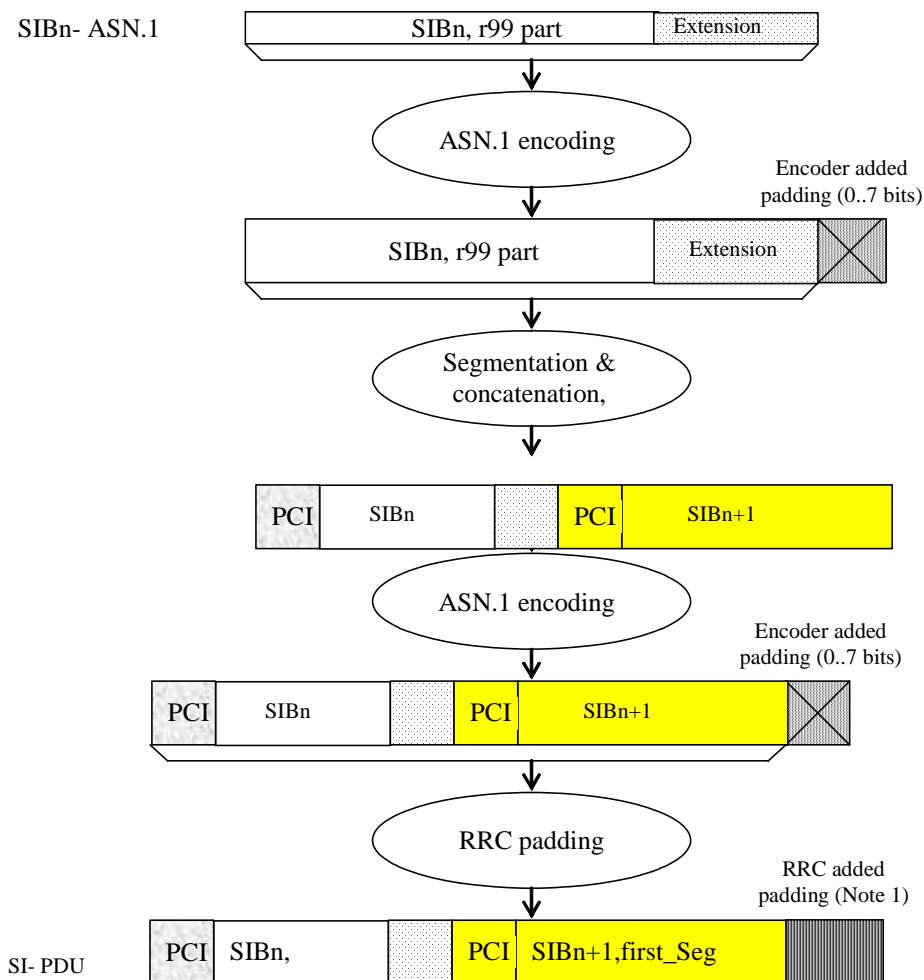 SIBn- ASN.1
SIBn, r99 part
Extension
ASN.1 encoding
Encoder added
padding (0..7 bits)
SIBn, r99 part
Extension
Segmentation &
concatenation,
PCI
SIBn
PCI
SIBn+1
ASN.1 encoding
Encoder added
padding (0..7 bits)
PCI
SIBn
PCI
SIBn+1
RRC padding
RRC added
padding (Note 1)
SI- PDU
PCI
SIBn,
PCI
SIBn+1,first_Seg